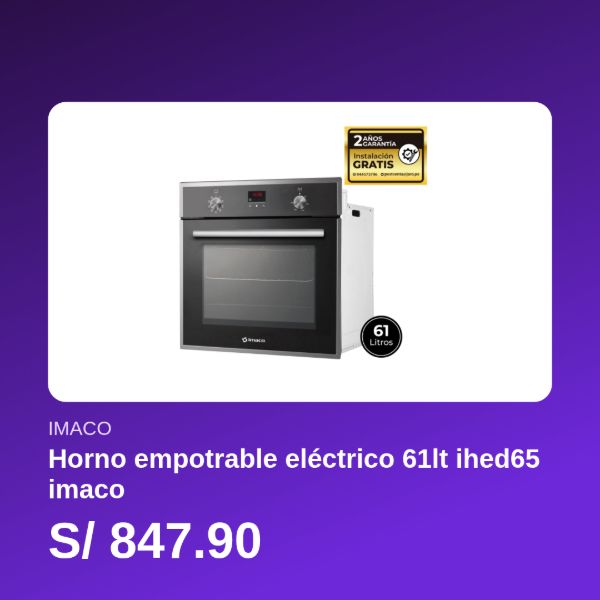 2 AÑOS
GARANTÍA
Instalación
GRATIS
imaco
61
Litros
IMACO
Horno empotrable eléctrico 61lt ihed65
imaco
S/ 847.90